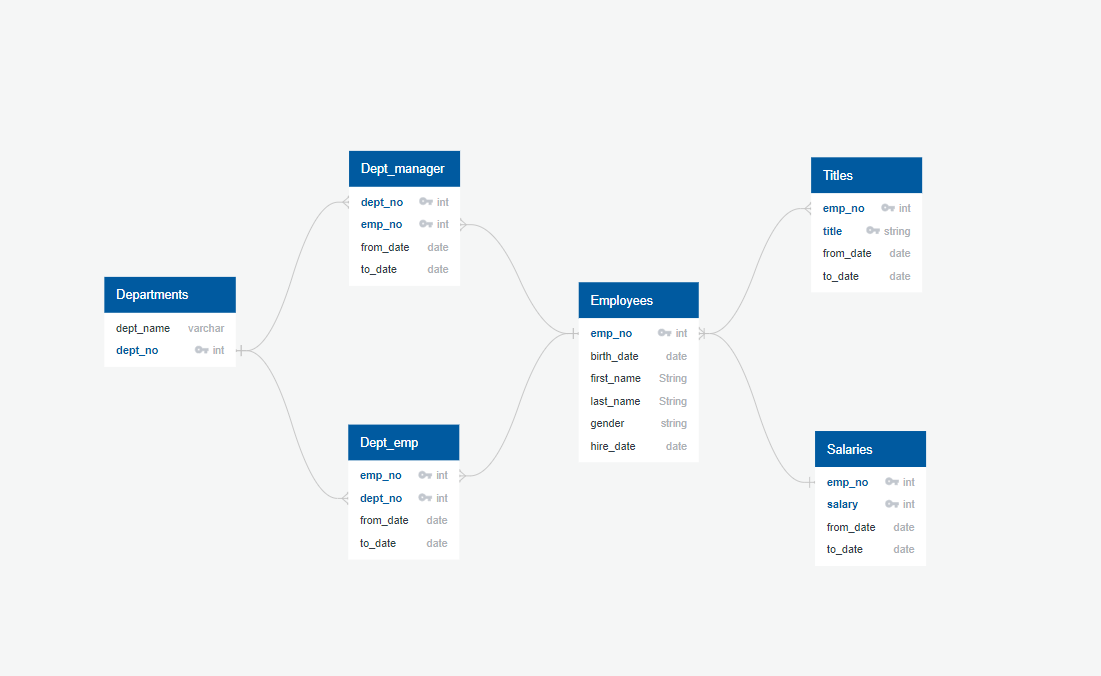 Dept_manager
dept_no int
emp_no int
from_date date
to_date date
Titles
emp_no int
title string
from_date date
to_date date
Departments
dept_name varchar
dept_no int
Employees
emp_no int
birth_date date
first_name String
last_name String
gender string
hire_date date
Dept_emp
emp_no int
dept_no int
from_date date
to_date date
Salaries
emp_no int
salary int
from_date date
to_date date